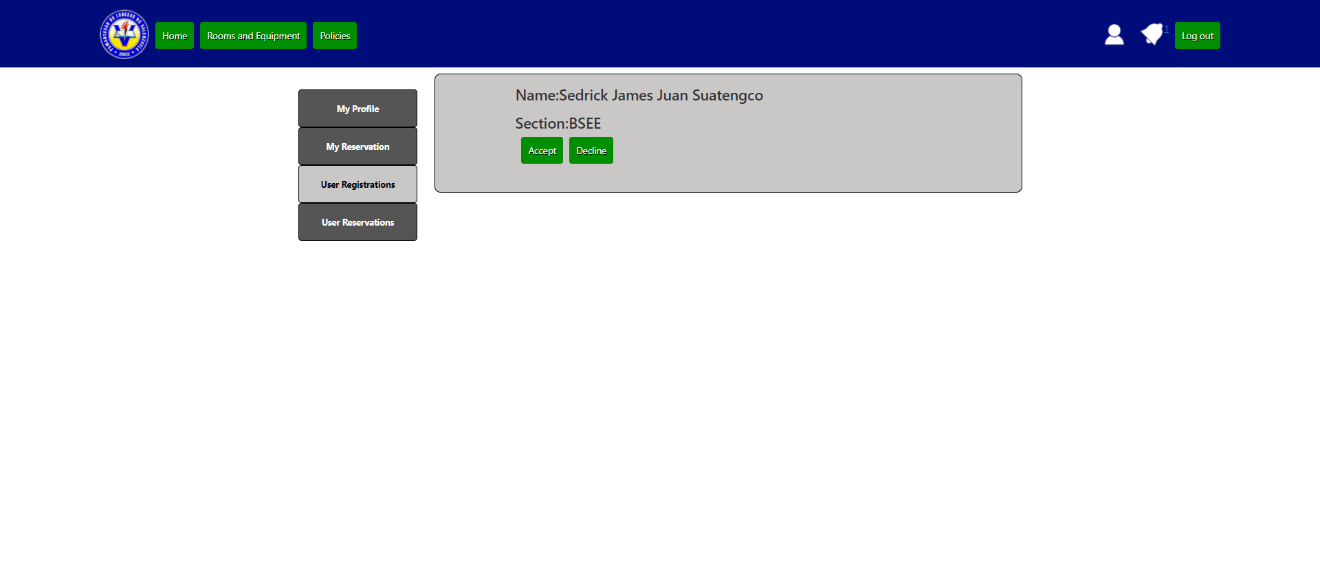 Home Rooms and Equipment Policies 1 Log out
My Profile
My Reservation
User Registrations
User Reservations
Name:Sedrick James Juan Suatengco
Section:BSEE
Accept Decline